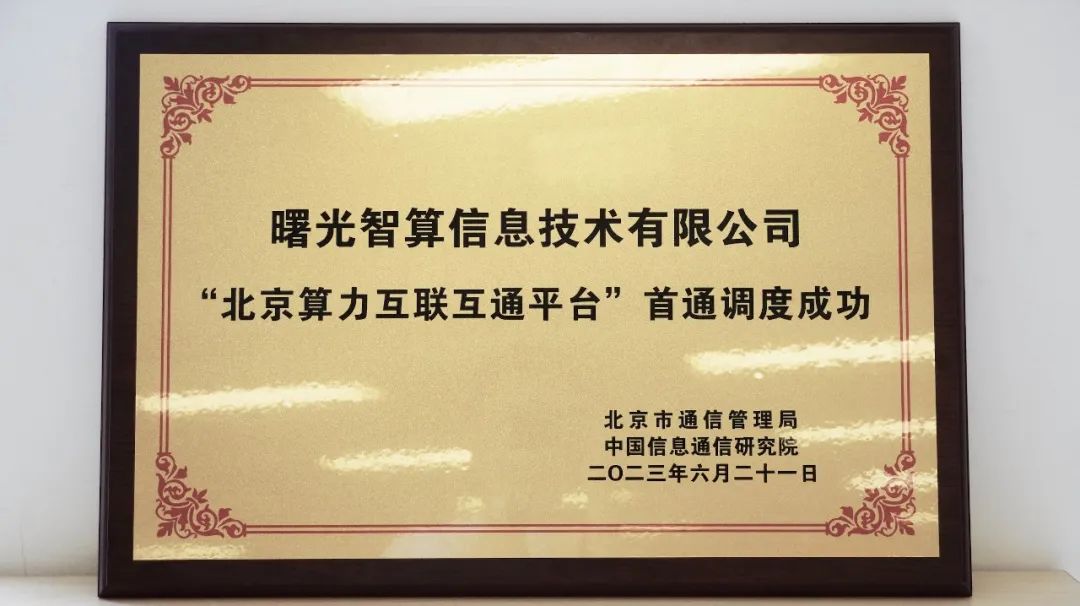 曙光智算信息技术有限公司
“北京算力互联互通平台”首通调度成功
北京市通信管理局
中国信息通信研究院
二〇二三年六月二十一日